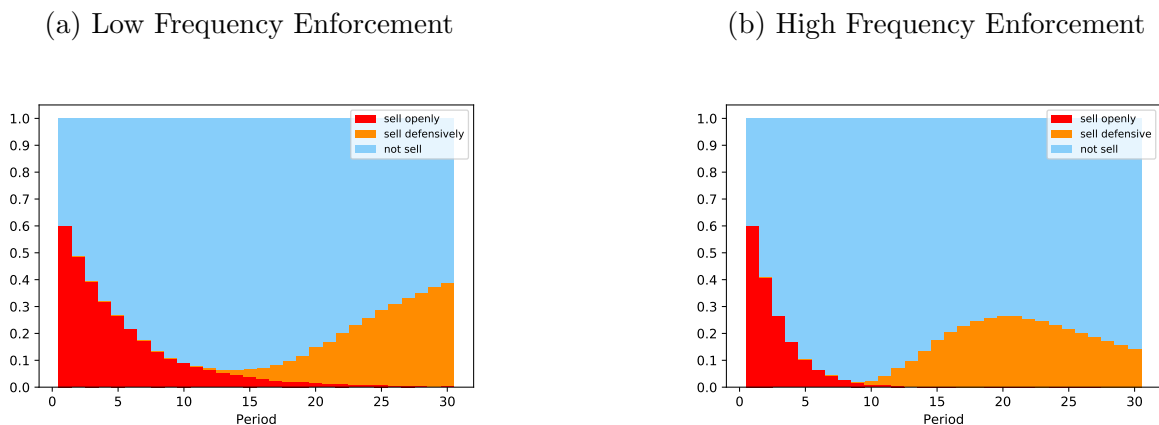 (a) Low Frequency Enforcement
1.0
0.9
0.8
0.7
0.6
0.5
0.4
0.3
0.2
0.1
0.0
sell openly
sell defensively
not sell
0 5 10 15 20 25 30
Period
(b) High Frequency Enforcement
1.0
0.9
0.8
0.7
0.6
0.5
0.4
0.3
0.2
0.1
0.0
sell openly
sell defensive
not sell
0 5 10 15 20 25 30
Period